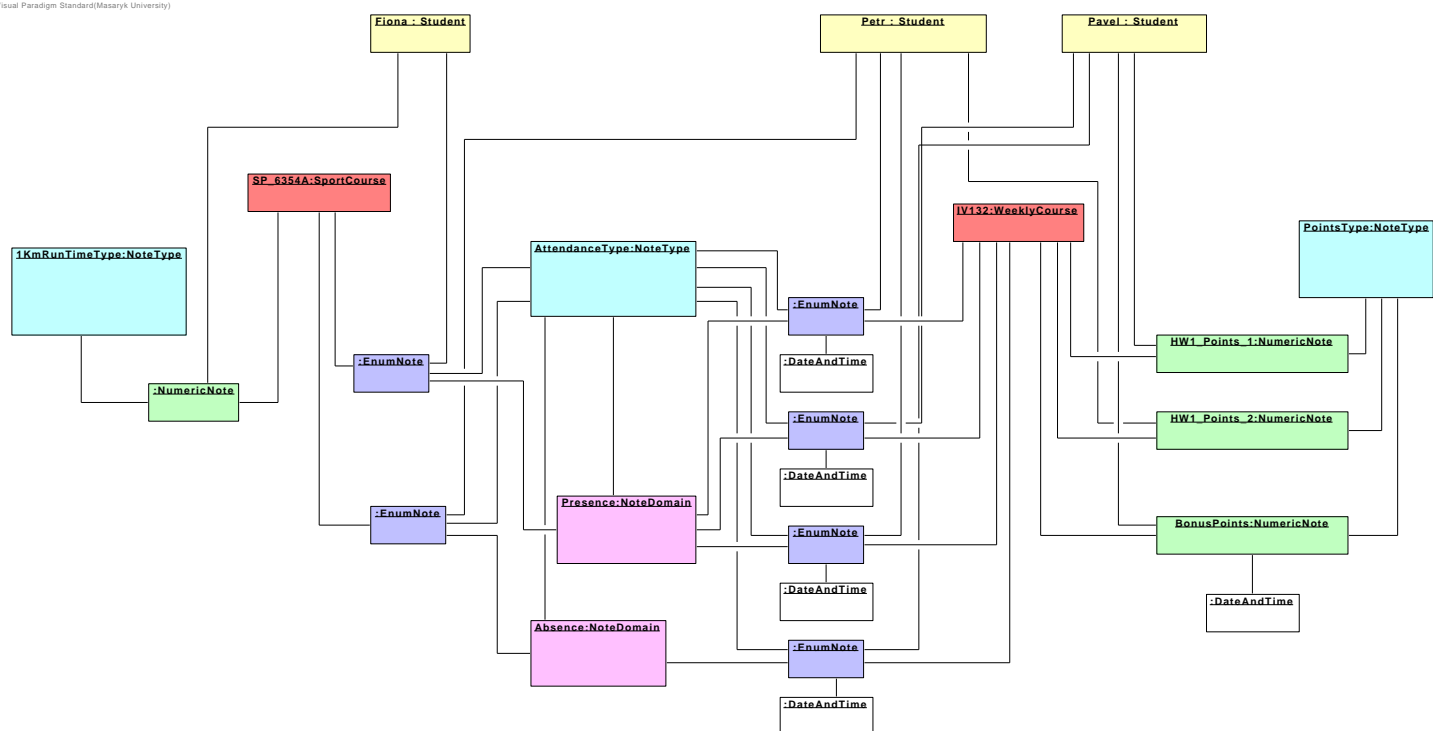 isual Paradigm Standard(Masaryk University)
Fiona : Student
Petr : Student
Pavel : Student
SP_6354A:SportCourse
IV132:WeeklyCourse
1KmRunTimeType:NoteType
AttendanceType:NoteType
PointsType:NoteType
:EnumNote
:DateAndTime
HW1_Points_1:NumericNote
:EnumNote
:NumericNote
:EnumNote
:DateAndTime
HW1_Points_2:NumericNote
:EnumNote
Presence:NoteDomain
:EnumNote
:DateAndTime
BonusPoints:NumericNote
:DateAndTime
Absence:NoteDomain
:EnumNote
:DateAndTime